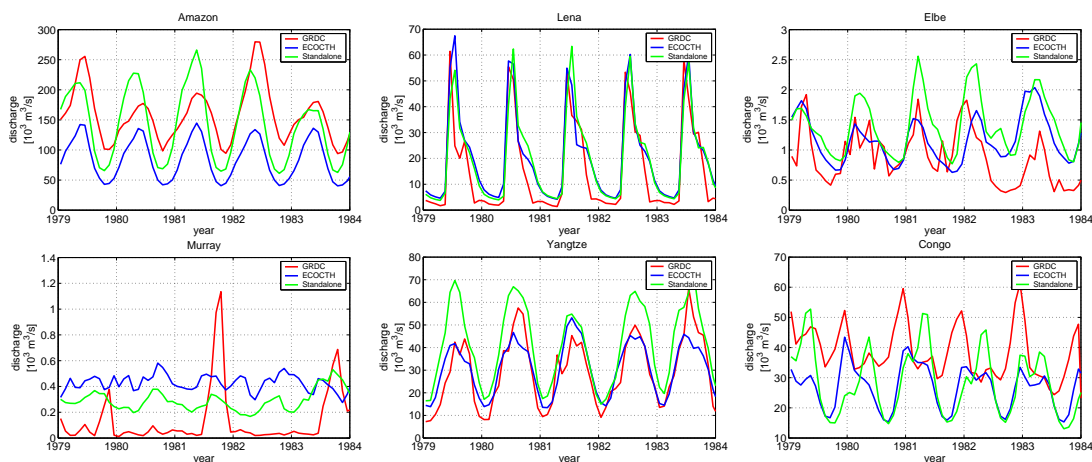 Amazon
300
250
200
150
100
50
0
discharge
[10³ m³/s]
1979 1980 1981 1982 1983 1984
year
GRDC
ECOCTH
Standalone
Lena
70
60
50
40
30
20
10
0
discharge
[10³ m³/s]
1979 1980 1981 1982 1983 1984
year
GRDC
ECOCTH
Standalone
Elbe
3
2.5
2
1.5
1
0.5
0
discharge
[10³ m³/s]
1979 1980 1981 1982 1983 1984
year
GRDC
ECOCTH
Standalone
Murray
1.4
1.2
1
0.8
0.6
0.4
0.2
0
discharge
[10³ m³/s]
1979 1980 1981 1982 1983 1984
year
GRDC
ECOCTH
Standalone
Yangtze
80
70
60
50
40
30
20
10
0
discharge
[10³ m³/s]
1979 1980 1981 1982 1983 1984
year
GRDC
ECOCTH
Standalone
Congo
70
60
50
40
30
20
10
discharge
[10³ m³/s]
1979 1980 1981 1982 1983 1984
year
GRDC
ECOCTH
Standalone